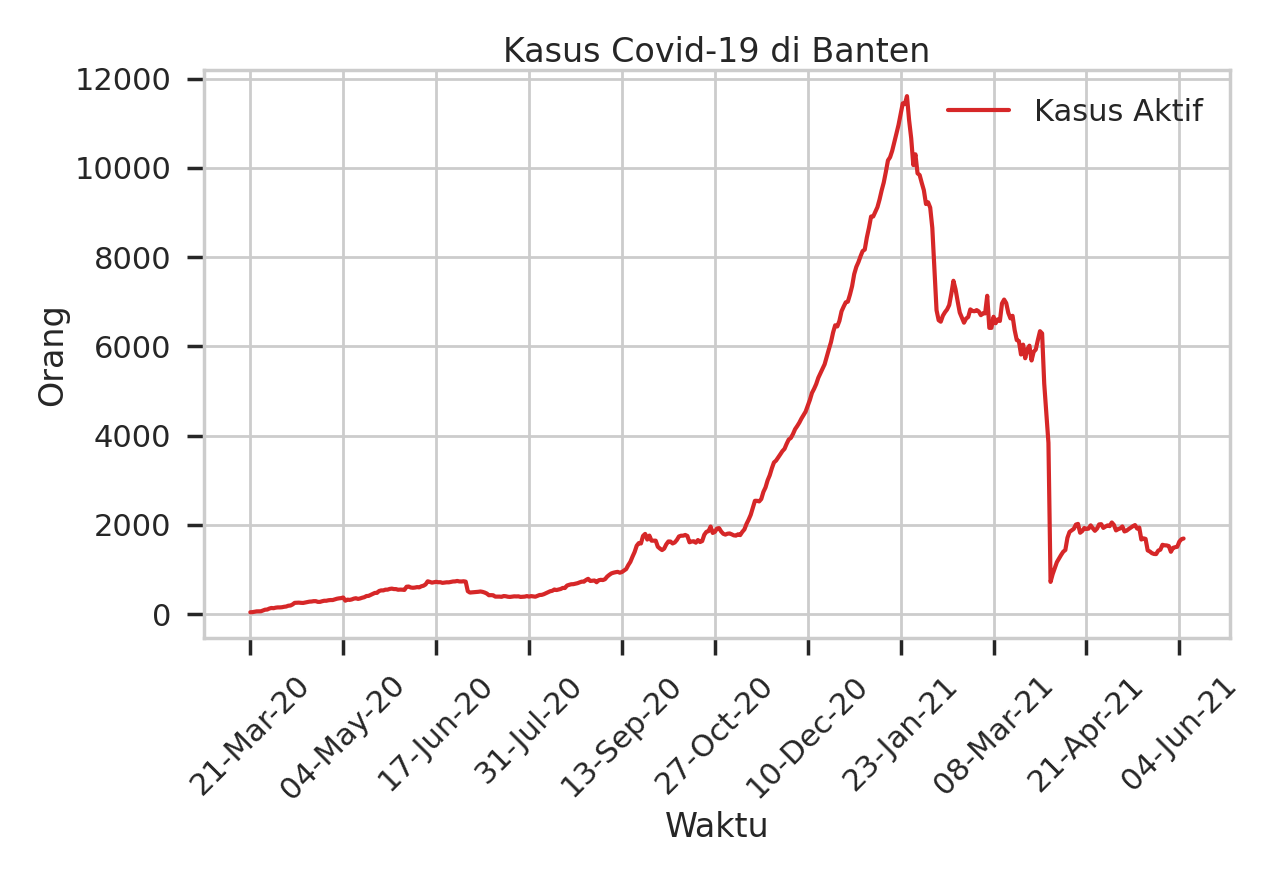 Kasus Covid-19 di Banten
Kasus Aktif
12000
10000
8000
6000
4000
2000
0
Orang
21-Mar-20
04-May-20
17-Jun-20
31-Jul-20
13-Sep-20
27-Oct-20
10-Dec-20
23-Jan-21
08-Mar-21
21-Apr-21
04-Jun-21
Waktu